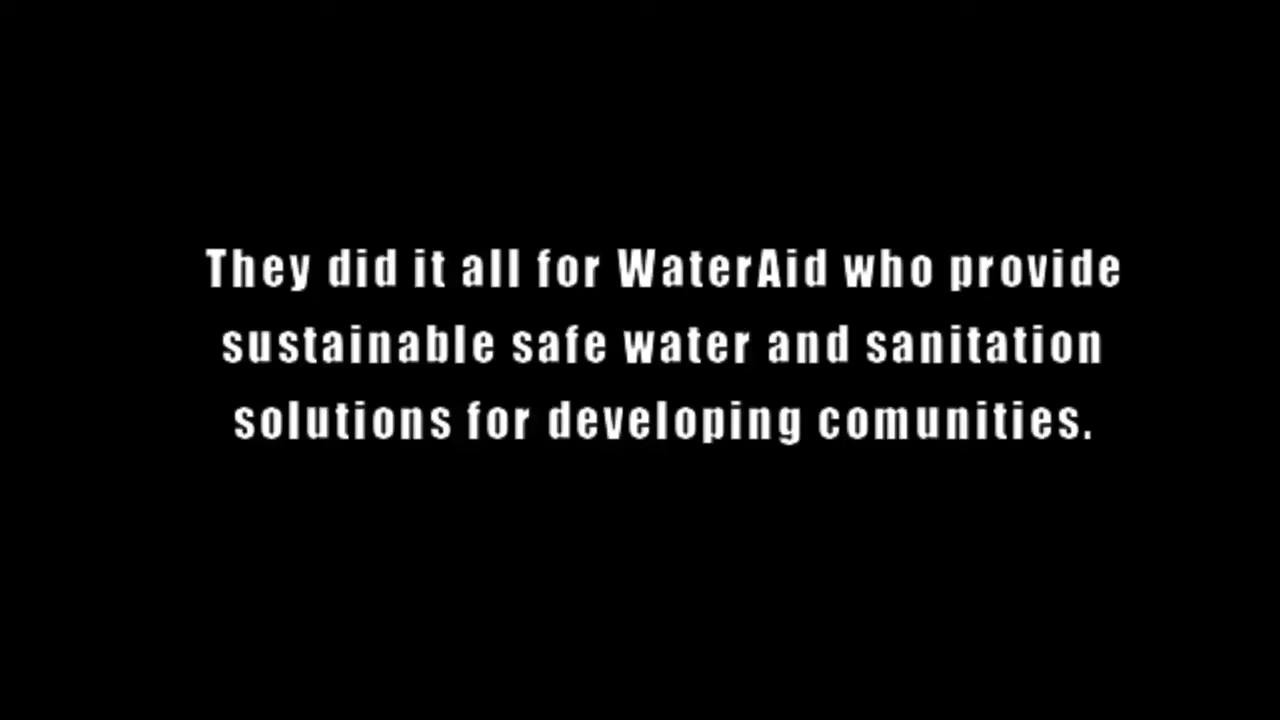 They did it all for WaterAid who provide
sustainable safe water and sanitation
solutions for developing comunities.